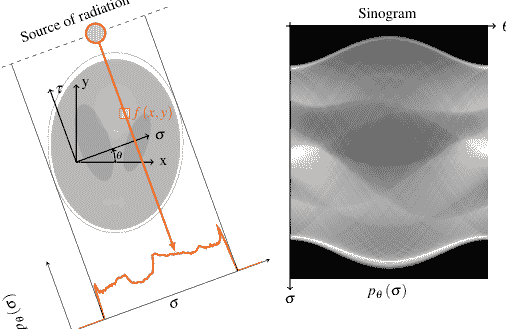 Source of radiation
τ
y
f(x,y)
σ
θ
x
σ
pθ(σ)
Sinogram
θ
σ
pθ(σ)